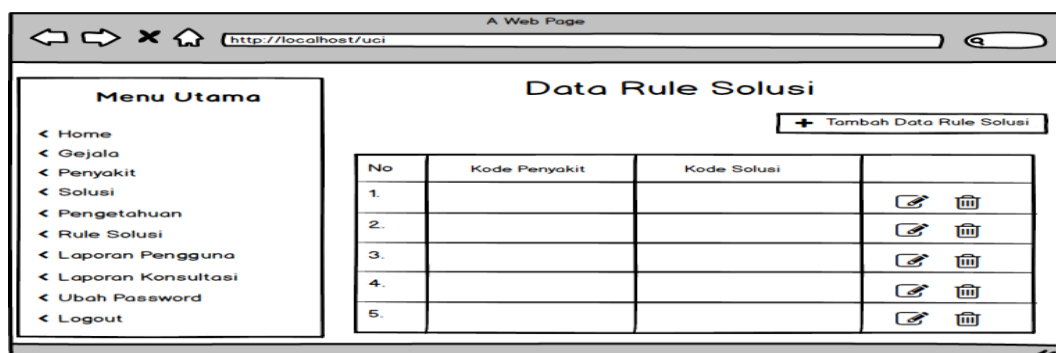 A Web Page
http://localhost/uci
Menu Utama
< Home
< Gejala
< Penyakit
< Solusi
< Pengetahuan
< Rule Solusi
< Laporan Pengguna
< Laporan Konsultasi
< Ubah Password
< Logout
Data Rule Solusi
+ Tambah Data Rule Solusi
No Kode Penyakit Kode Solusi
1.
2.
3.
4.
5.